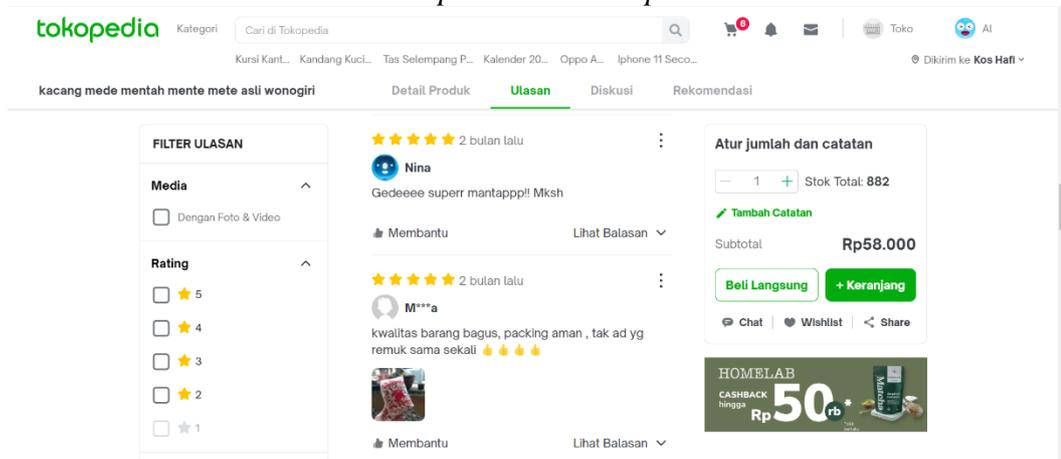 tokopedia Kategori Cari di Tokopedia 6 Toko Al
Kursi Kant... Kandang Kuci... Tas Selempang P... Kalender 20... Oppo A... Iphone 11 Seco... Dikirim ke Kos Hafi
kacang mede mentah mente mete asli wonogiri Detail Produk Ulasan Diskusi Rekomendasi
FILTER ULASAN
Media
Dengan Foto & Video
Rating
5
4
3
2
1
2 bulan lalu
Nina
Gedeeee superr mantappp!! Mksh
Membantu Lihat Balasan
2 bulan lalu
M***a
kwalitas barang bagus, packing aman , tak ad yg
remuk sama sekali 👍 👍 👍 👍
Membantu Lihat Balasan
Atur jumlah dan catatan
1 Stok Total: 882
Tambah Catatan
Subtotal Rp58.000
Beli Langsung + Keranjang
Chat Wishlist Share
HOMELAB
CASHBACK
hingga
Rp50rb*
Matcha